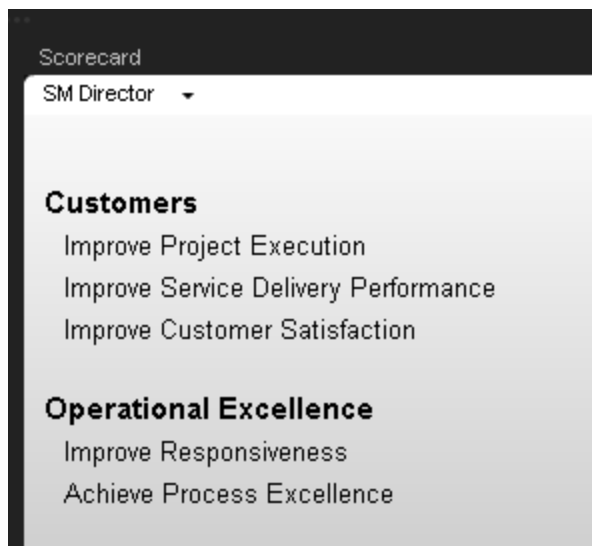 Scorecard
SM Director
Customers
Improve Project Execution
Improve Service Delivery Performance
Improve Customer Satisfaction
Operational Excellence
Improve Responsiveness
Achieve Process Excellence